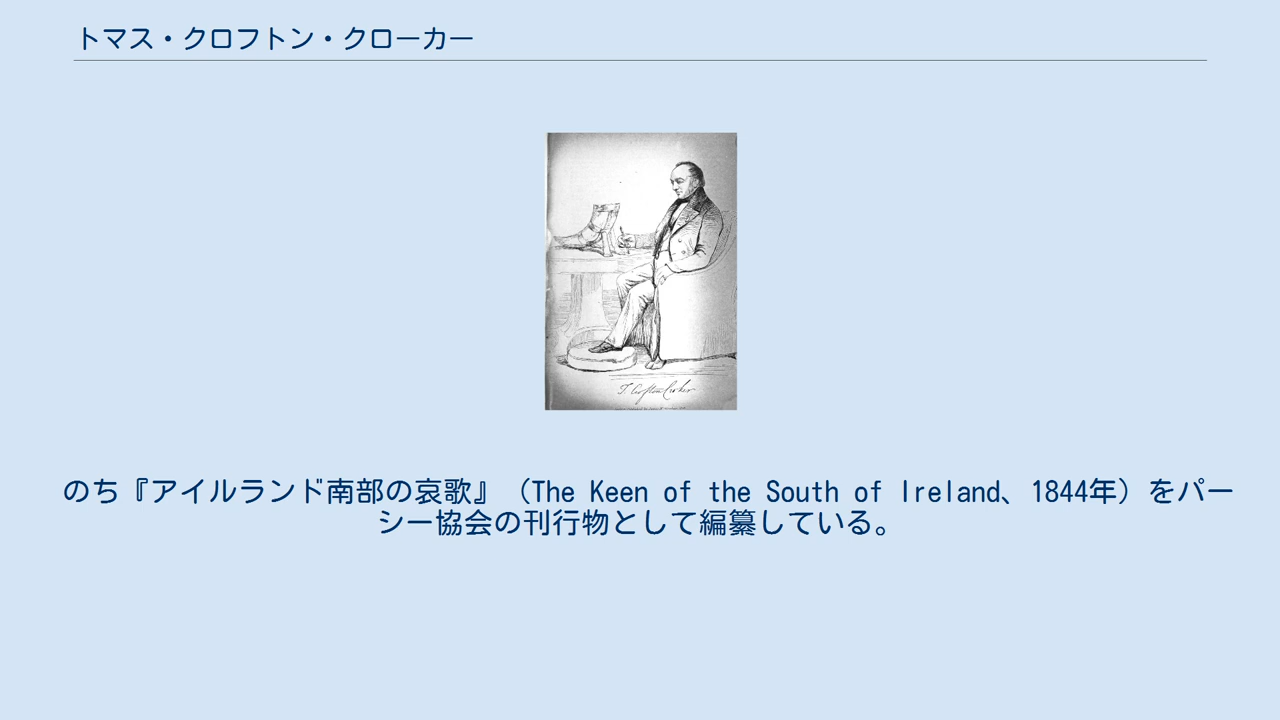 トマス・クロフトン・クローカー
T. Crofton Croker
のち『アイルランド南部の哀歌』（The Keen of the South of Ireland、1844年）をパー
シー協会の刊行物として編纂している。